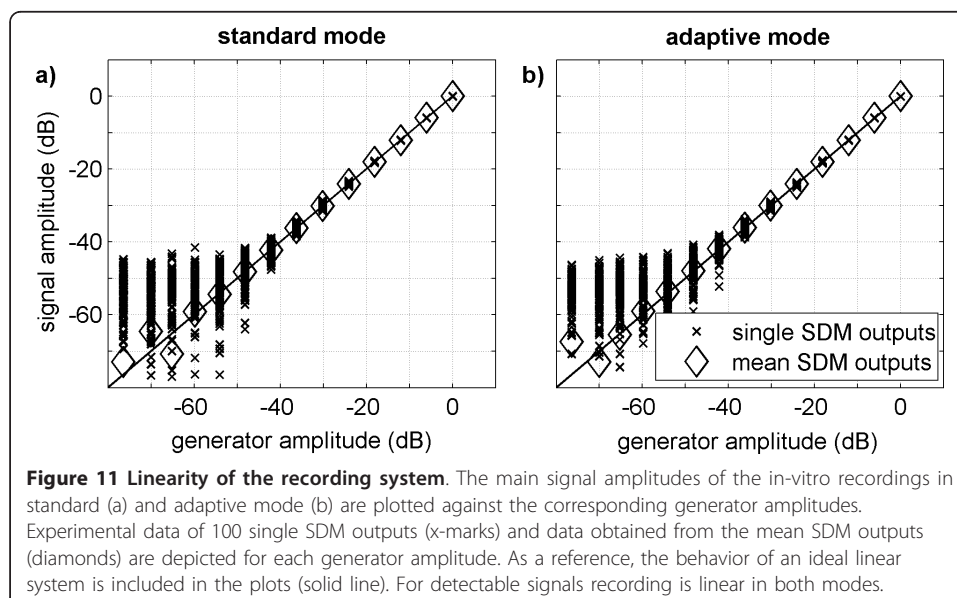 standard mode
adaptive mode
a)
b)
0
-20
-40
-60
signal amplitude (dB)
-60 -40 -20 0
-60 -40 -20 0
generator amplitude (dB)
generator amplitude (dB)
single SDM outputs
mean SDM outputs
Figure 11 Linearity of the recording system. The main signal amplitudes of the in-vitro recordings in
standard (a) and adaptive mode (b) are plotted against the corresponding generator amplitudes.
Experimental data of 100 single SDM outputs (x-marks) and data obtained from the mean SDM outputs
(diamonds) are depicted for each generator amplitude. As a reference, the behavior of an ideal linear
system is included in the plots (solid line). For detectable signals recording is linear in both modes.